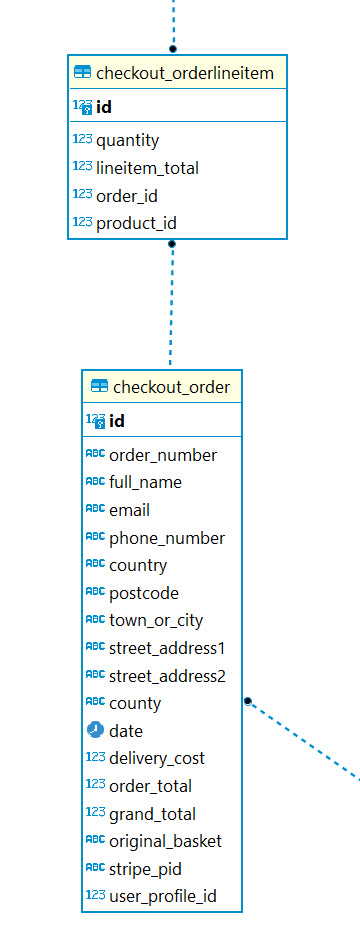 checkout_orderlineitem
123 id
123 quantity
123 lineitem_total
123 order_id
123 product_id
checkout_order
123 id
ABC order_number
ABC full_name
ABC email
ABC phone_number
ABC country
ABC postcode
ABC town_or_city
ABC street_address1
ABC street_address2
ABC county
date
123 delivery_cost
123 order_total
123 grand_total
ABC original_basket
ABC stripe_pid
123 user_profile_id